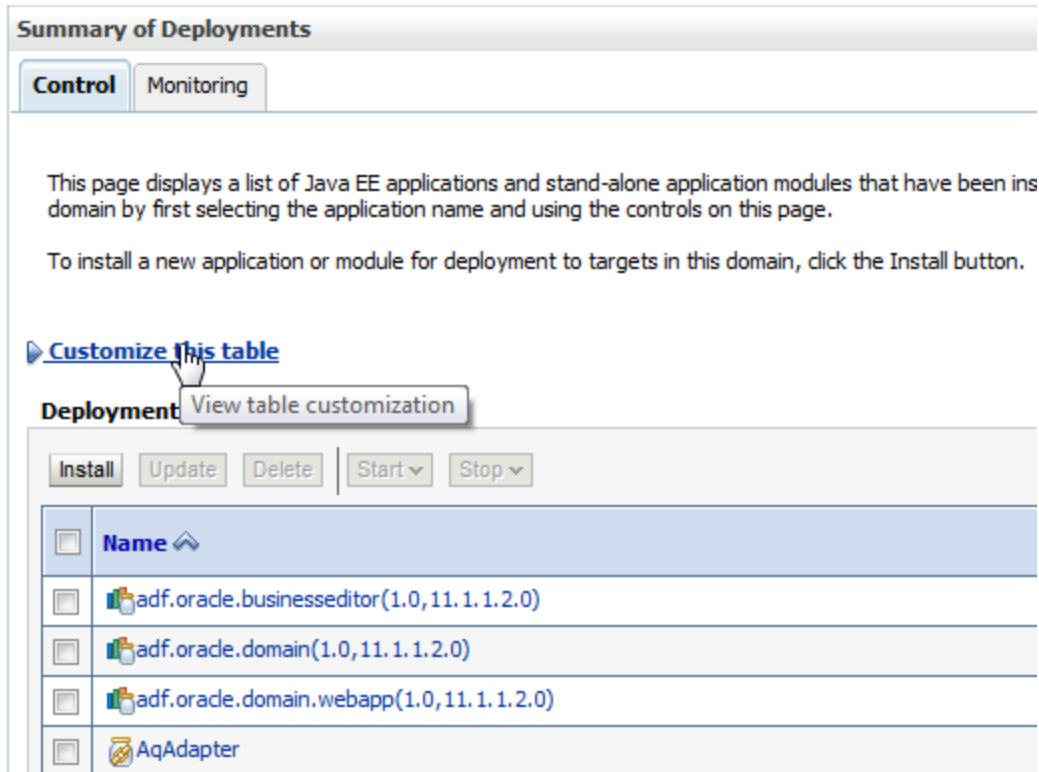 Summary of Deployments
Control Monitoring
This page displays a list of Java EE applications and stand-alone application modules that have been ins
domain by first selecting the application name and using the controls on this page.
To install a new application or module for deployment to targets in this domain, click the Install button.
Customize this table
View table customization
Deployment
Install Update Delete Start Stop
Name
adf.oracle.businesseditor(1.0,11.1.1.2.0)
adf.oracle.domain(1.0,11.1.1.2.0)
adf.oracle.domain.webapp(1.0,11.1.1.2.0)
AqAdapter